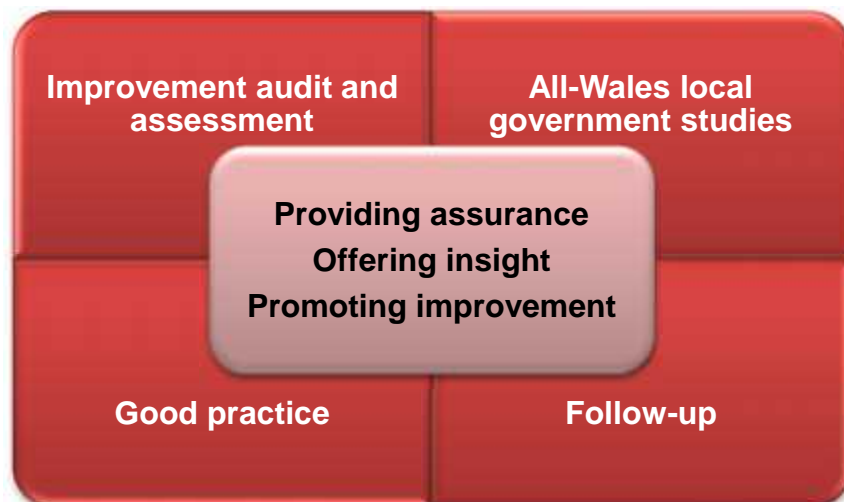 Improvement audit and
assessment
All-Wales local
government studies
Providing assurance
Offering insight
Promoting improvement
Good practice
Follow-up